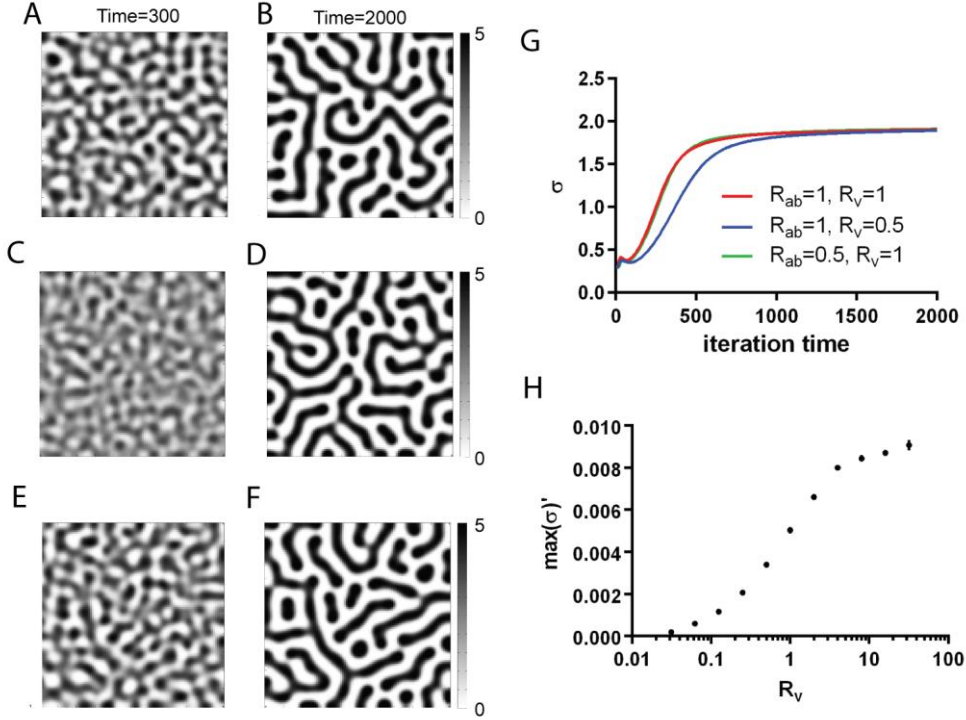 A
Time=300
B
Time=2000
5
0
C
D
5
0
E
F
5
0
G
2.5
2.0
1.5
1.0
0.5
0.0
σ
R_ab=1, R_v=1
R_ab=1, R_v=0.5
R_ab=0.5, R_v=1
0 500 1000 1500 2000
iteration time
H
0.010
0.008
0.006
0.004
0.002
0.000
max(σ)'
0.01 0.1 1 10 100
R_v